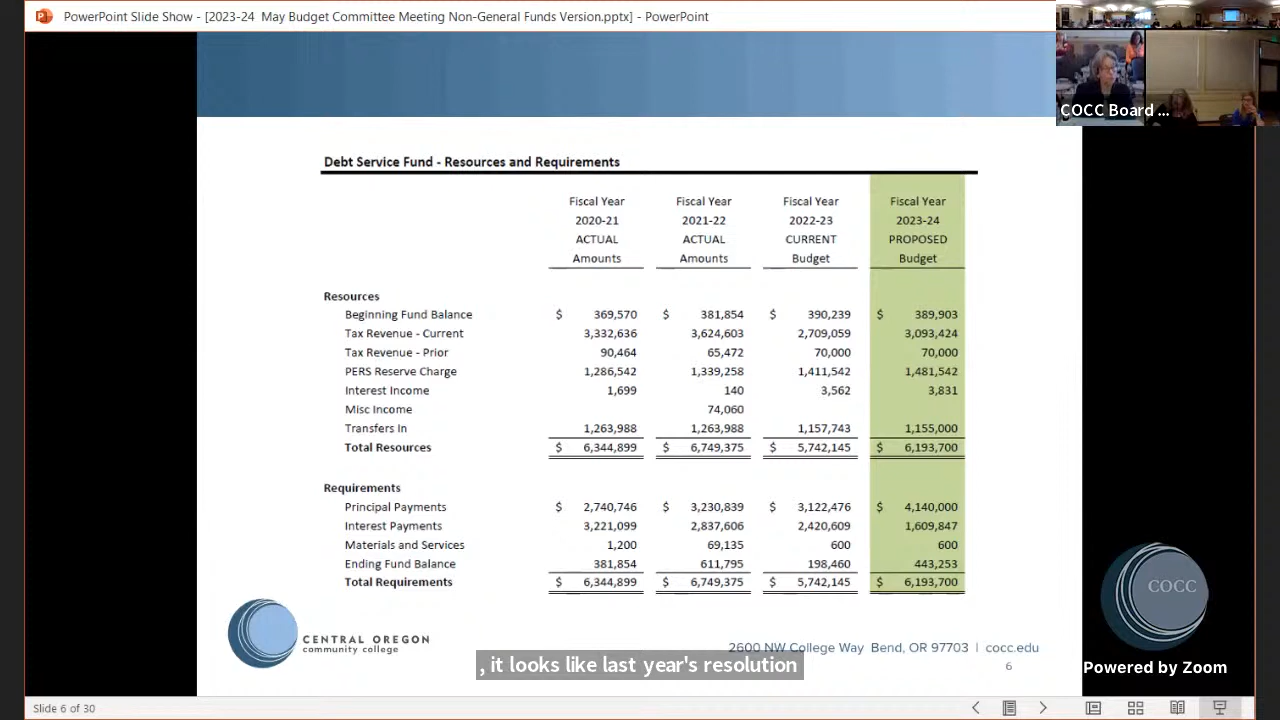 PowerPoint Slide Show - [2023-24 May Budget Committee Meeting Non-General Funds Version.pptx] - PowerPoint
COCC Board ...
Debt Service Fund - Resources and Requirements
Fiscal Year Fiscal Year Fiscal Year Fiscal Year
2020-21 2021-22 2022-23 2023-24
ACTUAL ACTUAL CURRENT PROPOSED
Amounts Amounts Budget Budget
Resources
Beginning Fund Balance $ 369,570 $ 381,854 $ 390,239 $ 389,903
Tax Revenue - Current 3,332,636 3,624,603 2,709,059 3,093,424
Tax Revenue - Prior 90,464 65,472 70,000 70,000
PERS Reserve Charge 1,286,542 1,339,258 1,411,542 1,481,542
Interest Income 1,699 140 3,562 3,831
Misc Income 74,060
Transfers In 1,263,988 1,263,988 1,157,743 1,155,000
Total Resources $ 6,344,899 $ 6,749,375 $ 5,742,145 $ 6,193,700
Requirements
Principal Payments $ 2,740,746 $ 3,230,839 $ 3,122,476 $ 4,140,000
Interest Payments 3,221,099 2,837,606 2,420,609 1,609,847
Materials and Services 1,200 69,135 600 600
Ending Fund Balance 381,854 611,795 198,460 443,253
Total Requirements $ 6,344,899 $ 6,749,375 $ 5,742,145 $ 6,193,700
COCC
CENTRAL OREGON
community college
2600 NW College Way Bend, OR 97703 | cocc.edu
6
, it looks like last year's resolution
Powered by Zoom
Slide 6 of 30